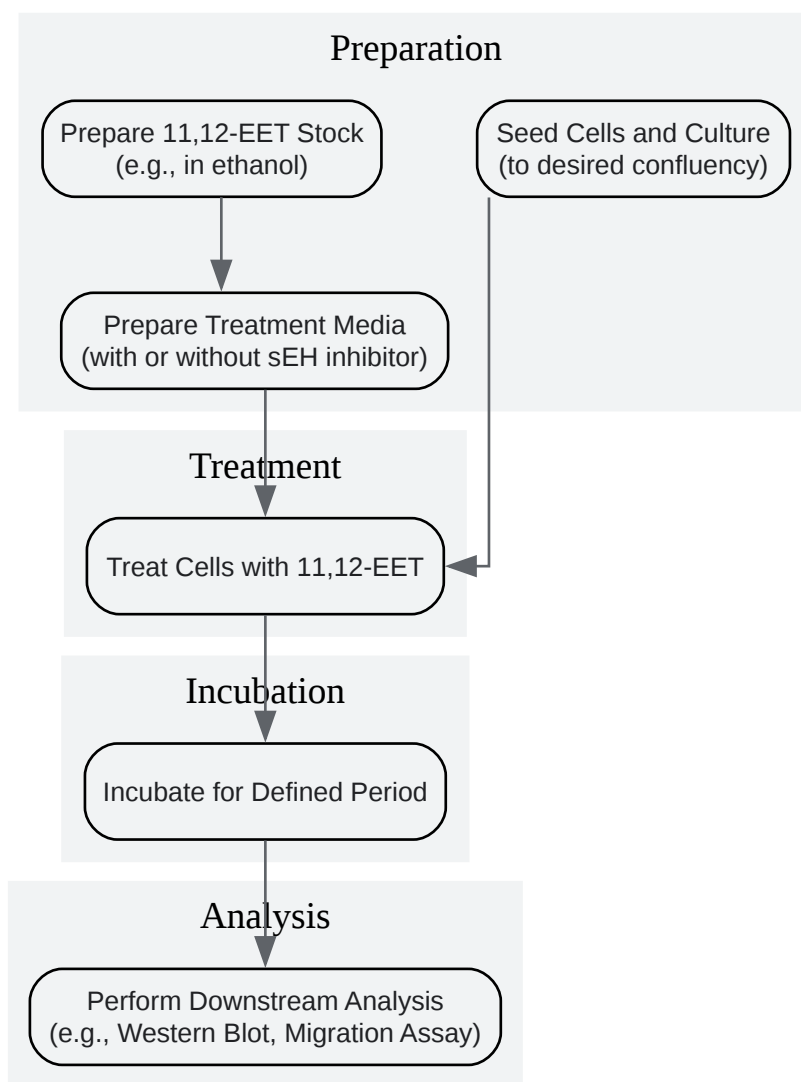 Preparation
Prepare 11,12-EET Stock
(e.g., in ethanol)
Seed Cells and Culture
(to desired confluency)
Prepare Treatment Media
(with or without sEH inhibitor)
Treatment
Treat Cells with 11,12-EET
Incubation
Incubate for Defined Period
Analysis
Perform Downstream Analysis
(e.g., Western Blot, Migration Assay)